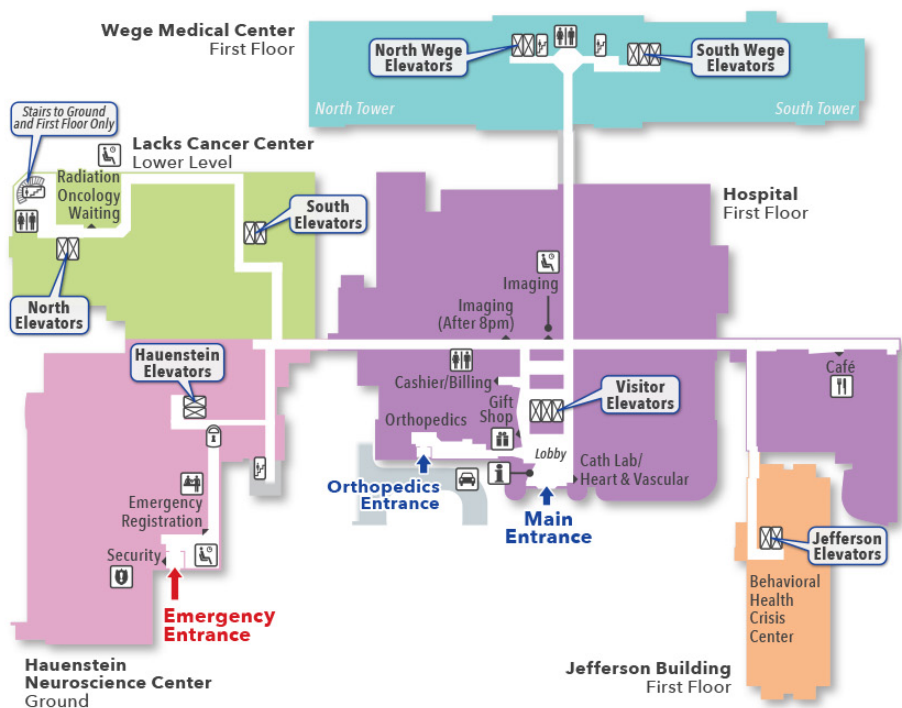 Wege Medical Center
First Floor
North Wege
Elevators
South Wege
Elevators
North Tower
South Tower
Stairs to Ground
and First Floor Only
Lacks Cancer Center
Lower Level
Radiation
Oncology
Waiting
South
Elevators
North
Elevators
Hospital
First Floor
Imaging
Imaging
(After 8pm)
Hauenstein
Elevators
Cashier/Billing
Gift
Shop
Visitor
Elevators
Café
Orthopedics
Lobby
Cath Lab/
Heart & Vascular
Orthopedics
Entrance
Main
Entrance
Emergency
Registration
Security
Emergency
Entrance
Jefferson
Elevators
Behavioral
Health
Crisis
Center
Hauenstein
Neuroscience Center
Ground
Jefferson Building
First Floor